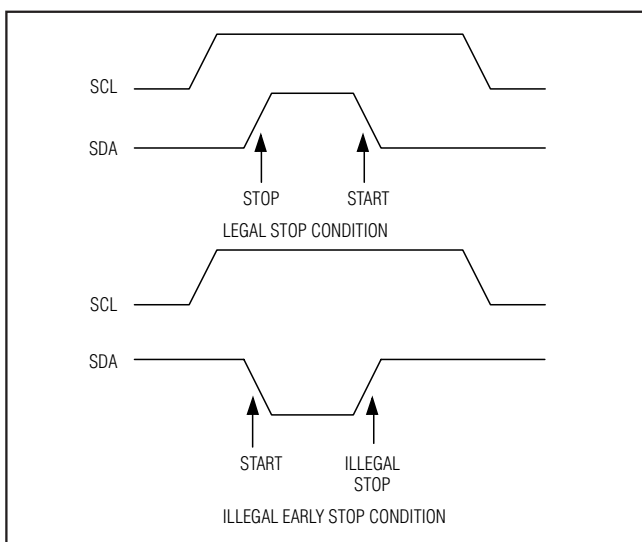 SCL
SDA
STOP START
LEGAL STOP CONDITION
SCL
SDA
START ILLEGAL
STOP
ILLEGAL EARLY STOP CONDITION